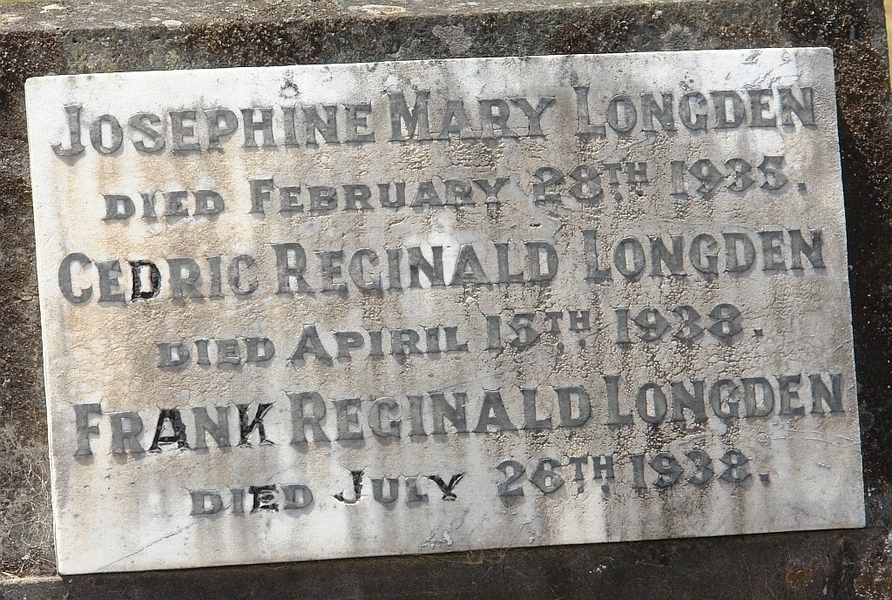 Josephine Mary Longden
died February 28th 1935.
Cedric Reginald Longden
died Apiril 15th 1938.
Frank Reginald Longden
died July 26th 1938.